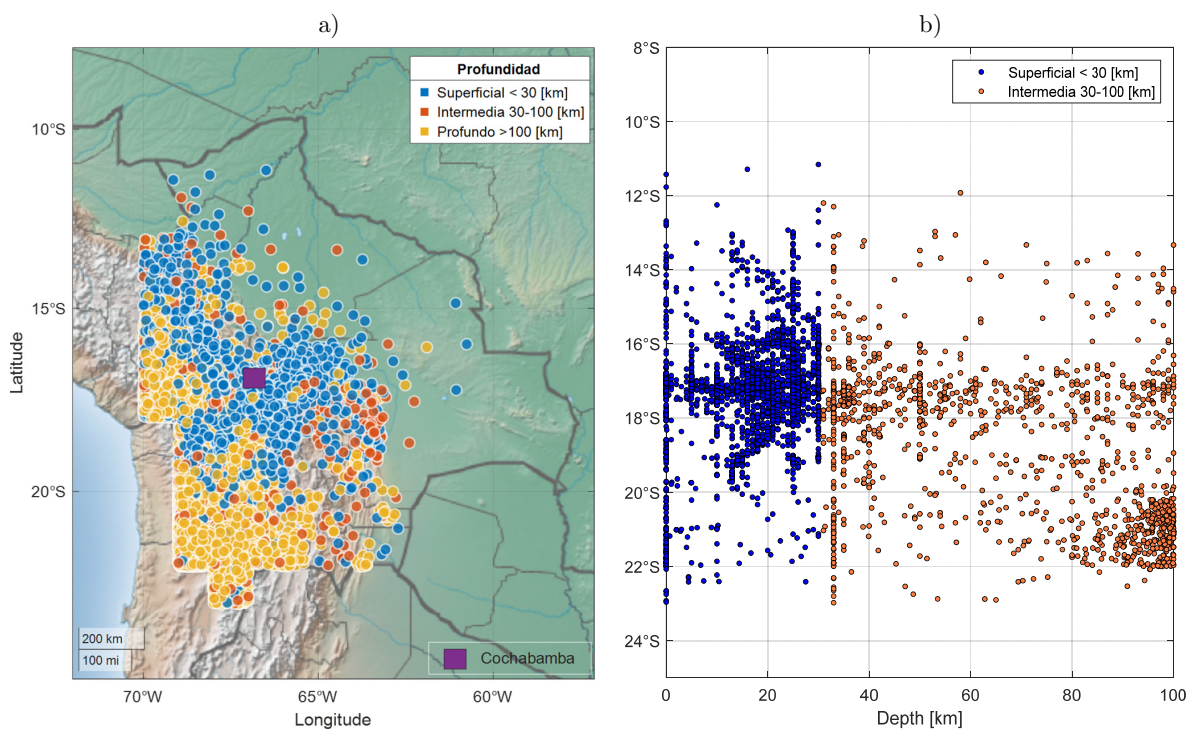 a)
Profundidad
Superficial < 30 [km]
Intermedia 30-100 [km]
Profundo >100 [km]
10°S
15°S
20°S
Latitude
200 km
100 mi
Cochabamba
70°W
65°W
60°W
Longitude
b)
Superficial < 30 [km]
Intermedia 30-100 [km]
8°S
10°S
12°S
14°S
16°S
18°S
20°S
22°S
24°S
0
20
40
60
80
100
Depth [km]